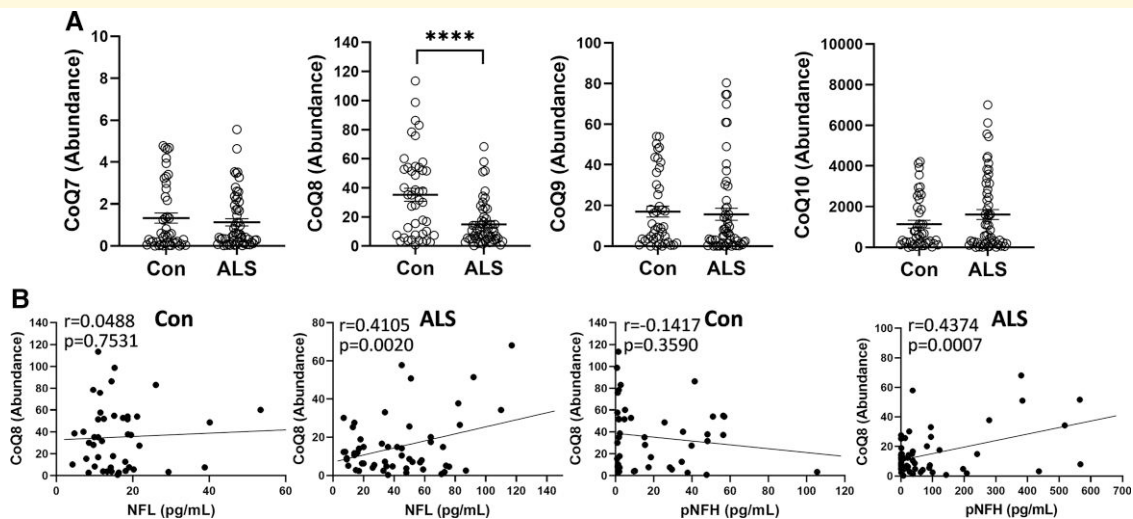 A
CoQ7 (Abundance)
10
8
6
4
2
0
Con
ALS
CoQ8 (Abundance)
140
120
100
80
60
40
20
0
****
Con
ALS
CoQ9 (Abundance)
100
80
60
40
20
0
Con
ALS
CoQ10 (Abundance)
10000
8000
6000
4000
2000
0
Con
ALS
B
Con
r=0.0488
p=0.7531
CoQ8 (Abundance)
140
120
100
80
60
40
20
0
0 20 40 60
NFL (pg/mL)
ALS
r=0.4105
p=0.0020
CoQ8 (Abundance)
80
60
40
20
0
0 20 40 60 80 100 120 140
NFL (pg/mL)
Con
r=-0.1417
p=0.3590
CoQ8 (Abundance)
140
120
100
80
60
40
20
0
0 20 40 60 80 100 120
pNFH (pg/mL)
ALS
r=0.4374
p=0.0007
CoQ8 (Abundance)
100
80
60
40
20
0
0 100 200 300 400 500 600 700
pNFH (pg/mL)